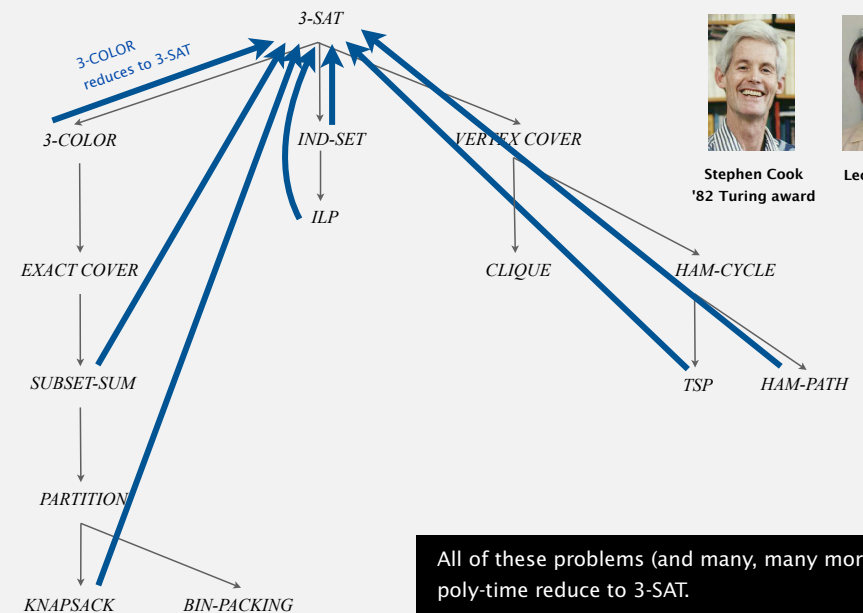 3-SAT
3-COLOR
reduces to 3-SAT
3-COLOR
IND-SET
VERTEX COVER
Stephen Cook
'82 Turing award
ILP
EXACT COVER
CLIQUE
HAM-CYCLE
SUBSET-SUM
TSP
HAM-PATH
PARTITION
All of these problems (and many, many
poly-time reduce to 3-SAT.
KNAPSACK
BIN-PACKING